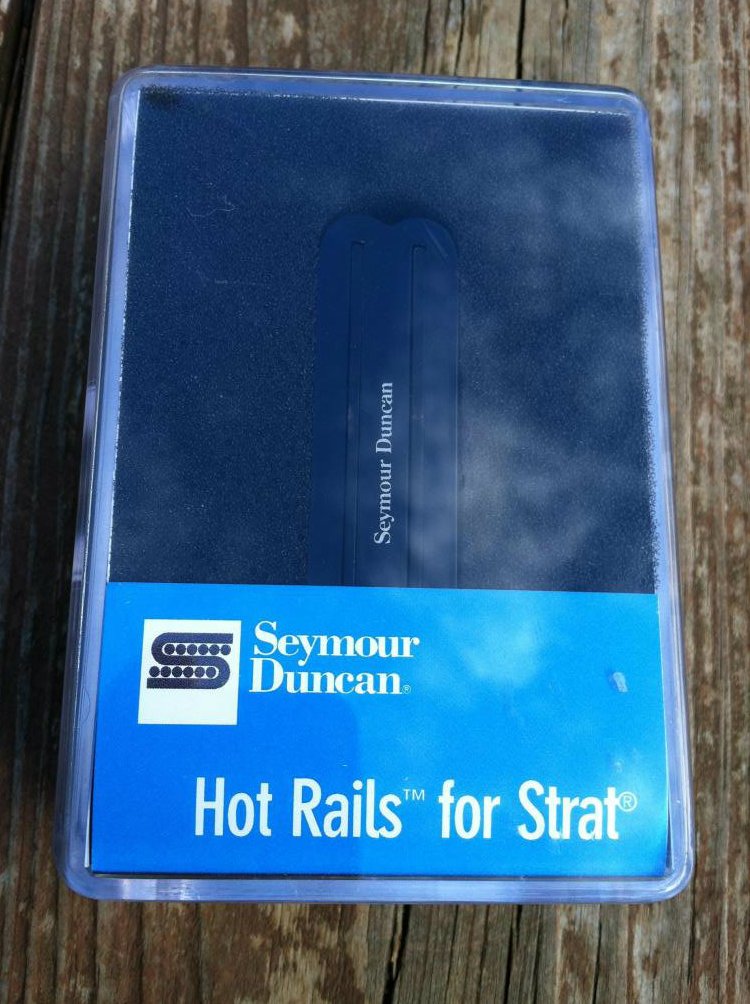 Seymour Duncan
Seymour
Duncan®
Hot Rails™ for Strat®